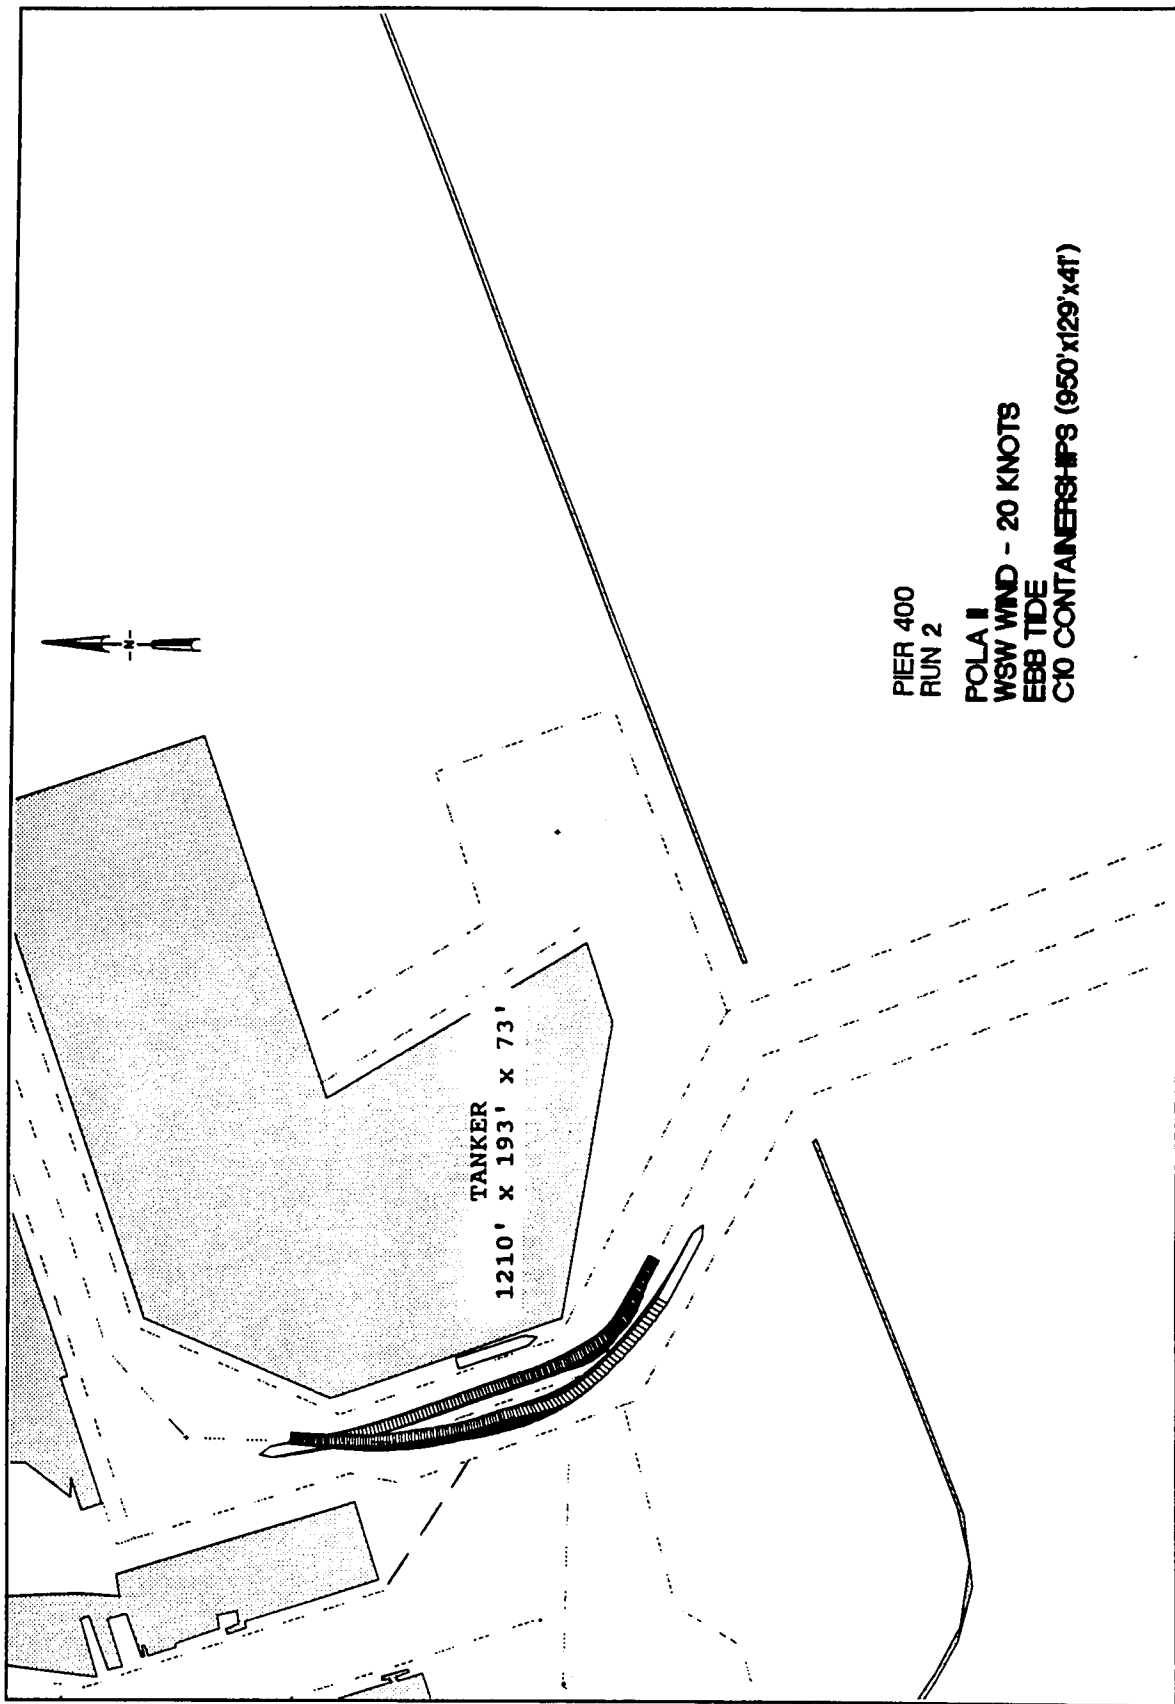 -N-
TANKER
1210' x 193' x 73'
PIER 400
RUN 2
POLA II
WSW WIND - 20 KNOTS
EBB TIDE
C10 CONTAINERSHIPS (950'x129'x41')